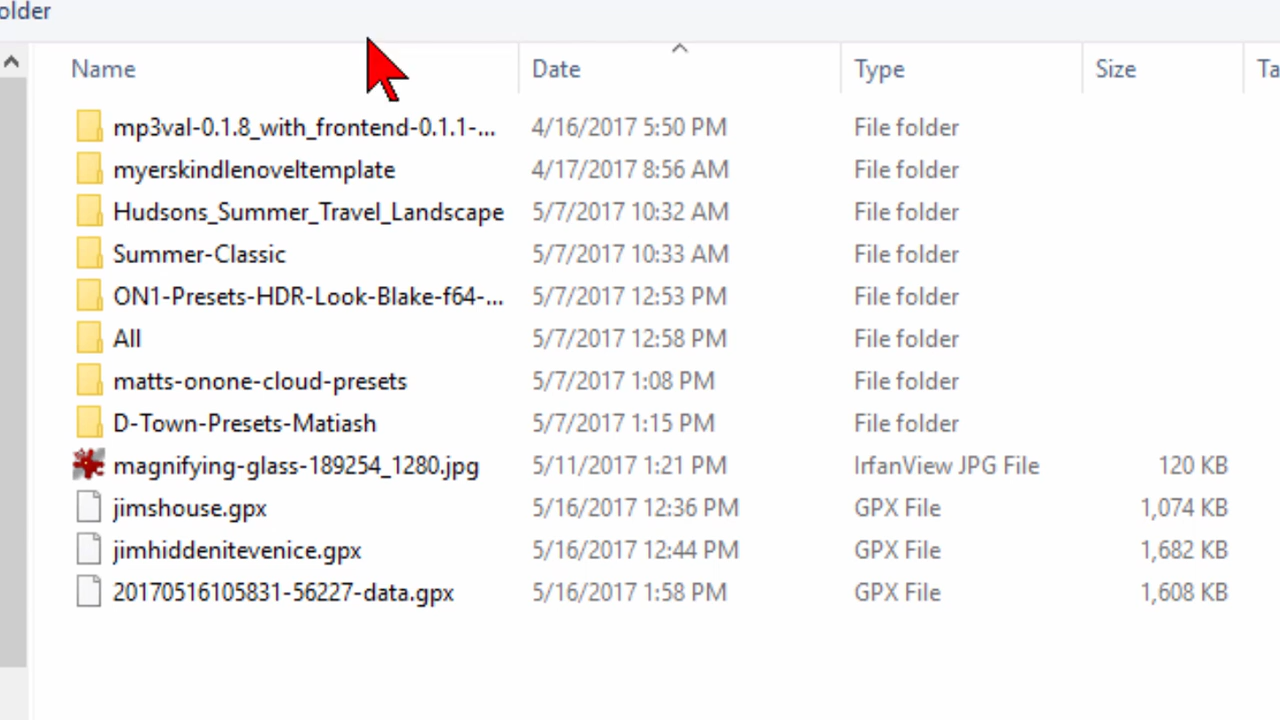 older
Name Date Type Size Ta
mp3val-0.1.8_with_frontend-0.1.1-... 4/16/2017 5:50 PM File folder
myerskindlenoveltemplate 4/17/2017 8:56 AM File folder
Hudsons_Summer_Travel_Landscape 5/7/2017 10:32 AM File folder
Summer-Classic 5/7/2017 10:33 AM File folder
ON1-Presets-HDR-Look-Blake-f64-... 5/7/2017 12:53 PM File folder
All 5/7/2017 12:58 PM File folder
matts-onone-cloud-presets 5/7/2017 1:08 PM File folder
D-Town-Presets-Matiash 5/7/2017 1:15 PM File folder
magnifying-glass-189254_1280.jpg 5/11/2017 1:21 PM IrfanView JPG File 120 KB
jimshouse.gpx 5/16/2017 12:36 PM GPX File 1,074 KB
jimhiddenitevenice.gpx 5/16/2017 12:44 PM GPX File 1,682 KB
20170516105831-56227-data.gpx 5/16/2017 1:58 PM GPX File 1,608 KB